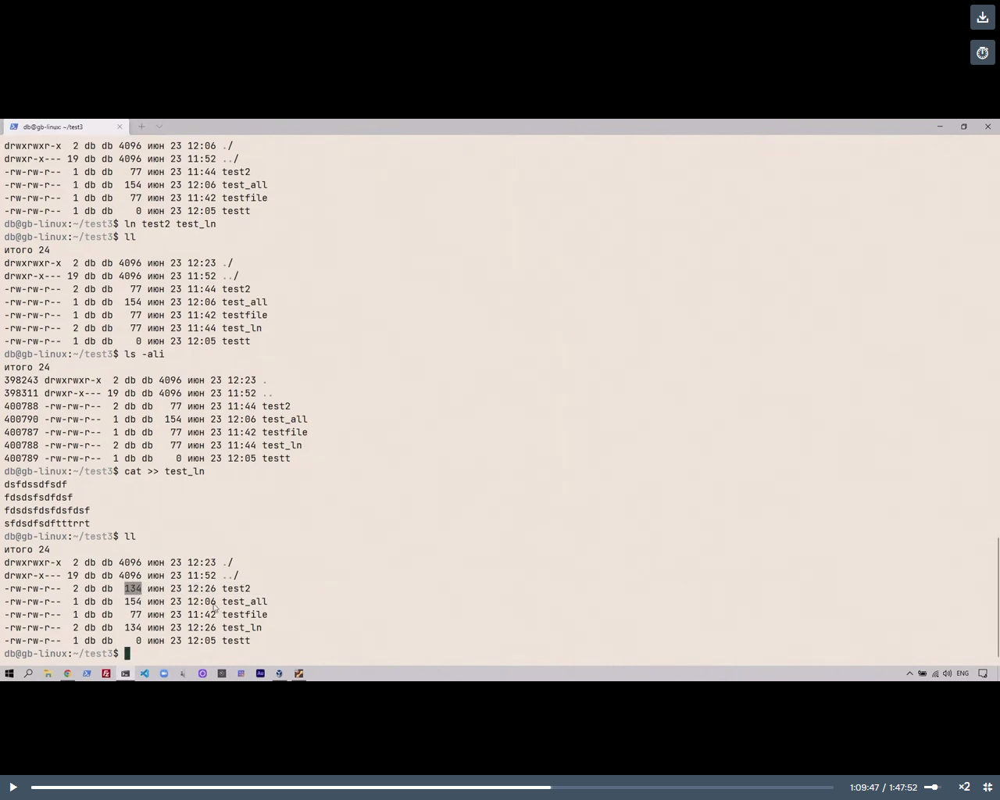 db@gb-linux: ~/test3
drwxrwxr-x  2 db db 4096 июн 23 12:06 ./
drwxr-x--- 19 db db 4096 июн 23 11:52 ../
-rw-rw-r--  1 db db   77 июн 23 11:44 test2
-rw-rw-r--  1 db db  154 июн 23 12:06 test_all
-rw-rw-r--  1 db db   77 июн 23 11:42 testfile
-rw-rw-r--  1 db db    0 июн 23 12:05 testt
db@gb-linux:~/test3$ ln test2 test_ln
db@gb-linux:~/test3$ ll
итого 24
drwxrwxr-x  2 db db 4096 июн 23 12:23 ./
drwxr-x--- 19 db db 4096 июн 23 11:52 ../
-rw-rw-r--  2 db db   77 июн 23 11:44 test2
-rw-rw-r--  1 db db  154 июн 23 12:06 test_all
-rw-rw-r--  1 db db   77 июн 23 11:42 testfile
-rw-rw-r--  2 db db   77 июн 23 11:44 test_ln
-rw-rw-r--  1 db db    0 июн 23 12:05 testt
db@gb-linux:~/test3$ ls -ali
итого 24
398243 drwxrwxr-x  2 db db 4096 июн 23 12:23 .
398311 drwxr-x--- 19 db db 4096 июн 23 11:52 ..
400788 -rw-rw-r--  2 db db   77 июн 23 11:44 test2
400790 -rw-rw-r--  1 db db  154 июн 23 12:06 test_all
400787 -rw-rw-r--  1 db db   77 июн 23 11:42 testfile
400788 -rw-rw-r--  2 db db   77 июн 23 11:44 test_ln
400789 -rw-rw-r--  1 db db    0 июн 23 12:05 testt
db@gb-linux:~/test3$ cat >> test_ln
dsfdssdfsdf
fdsdsfsdfdsf
fdsdsfdsfdsfdsf
sfdsdfsdftttrrt
db@gb-linux:~/test3$ ll
итого 24
drwxrwxr-x  2 db db 4096 июн 23 12:23 ./
drwxr-x--- 19 db db 4096 июн 23 11:52 ../
-rw-rw-r--  2 db db  134 июн 23 12:26 test2
-rw-rw-r--  1 db db  154 июн 23 12:06 test_all
-rw-rw-r--  1 db db   77 июн 23 11:42 testfile
-rw-rw-r--  2 db db  134 июн 23 12:26 test_ln
-rw-rw-r--  1 db db    0 июн 23 12:05 testt
db@gb-linux:~/test3$
Au
ENG
1:09:47 / 1:47:52
×2